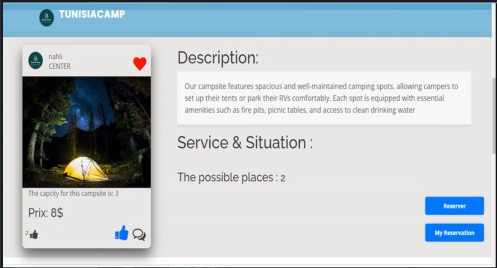 TUNISIACAMP
nahli
CENTER
The capcity for this campsite is: 3
Prix: 8$
2
Description:
Our campsite features spacious and well-maintained camping spots, allowing campers to
set up their tents or park their RVs comfortably. Each spot is equipped with essential
amenities such as fire pits, picnic tables, and access to clean drinking water
Service & Situation :
The possible places : 2
Reserver
My Reservation